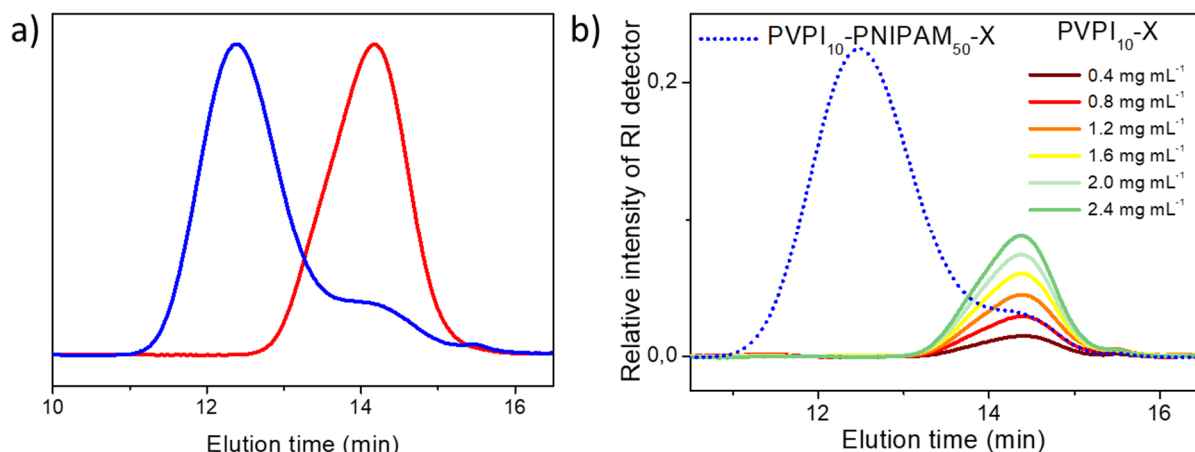 a)
10 12 14 16
Elution time (min)
b)
PVPI₁₀-PNIPAM₅₀-X
PVPI₁₀-X
0.4 mg mL⁻¹
0.8 mg mL⁻¹
1.2 mg mL⁻¹
1.6 mg mL⁻¹
2.0 mg mL⁻¹
2.4 mg mL⁻¹
Relative intensity of RI detector
0,2
0,0
12 14 16
Elution time (min)